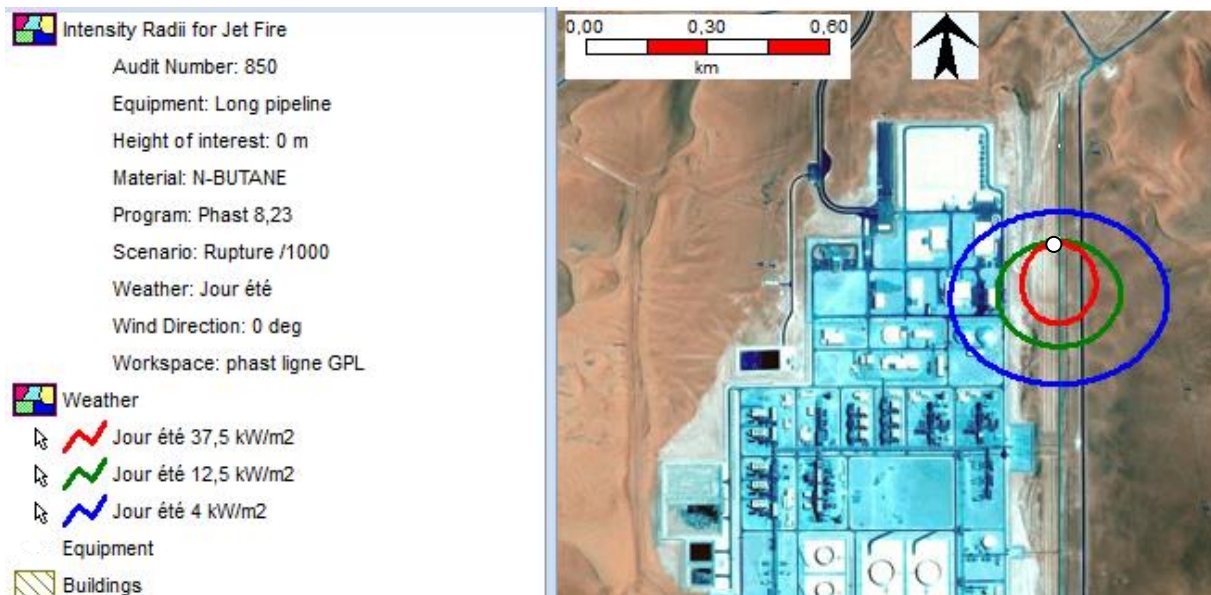 Intensity Radii for Jet Fire
Audit Number: 850
Equipment: Long pipeline
Height of interest: 0 m
Material: N-BUTANE
Program: Phast 8,23
Scenario: Rupture /1000
Weather: Jour été
Wind Direction: 0 deg
Workspace: phast ligne GPL
Weather
Jour été 37,5 kW/m2
Jour été 12,5 kW/m2
Jour été 4 kW/m2
Equipment
Buildings
0,00 0,30 0,60
km